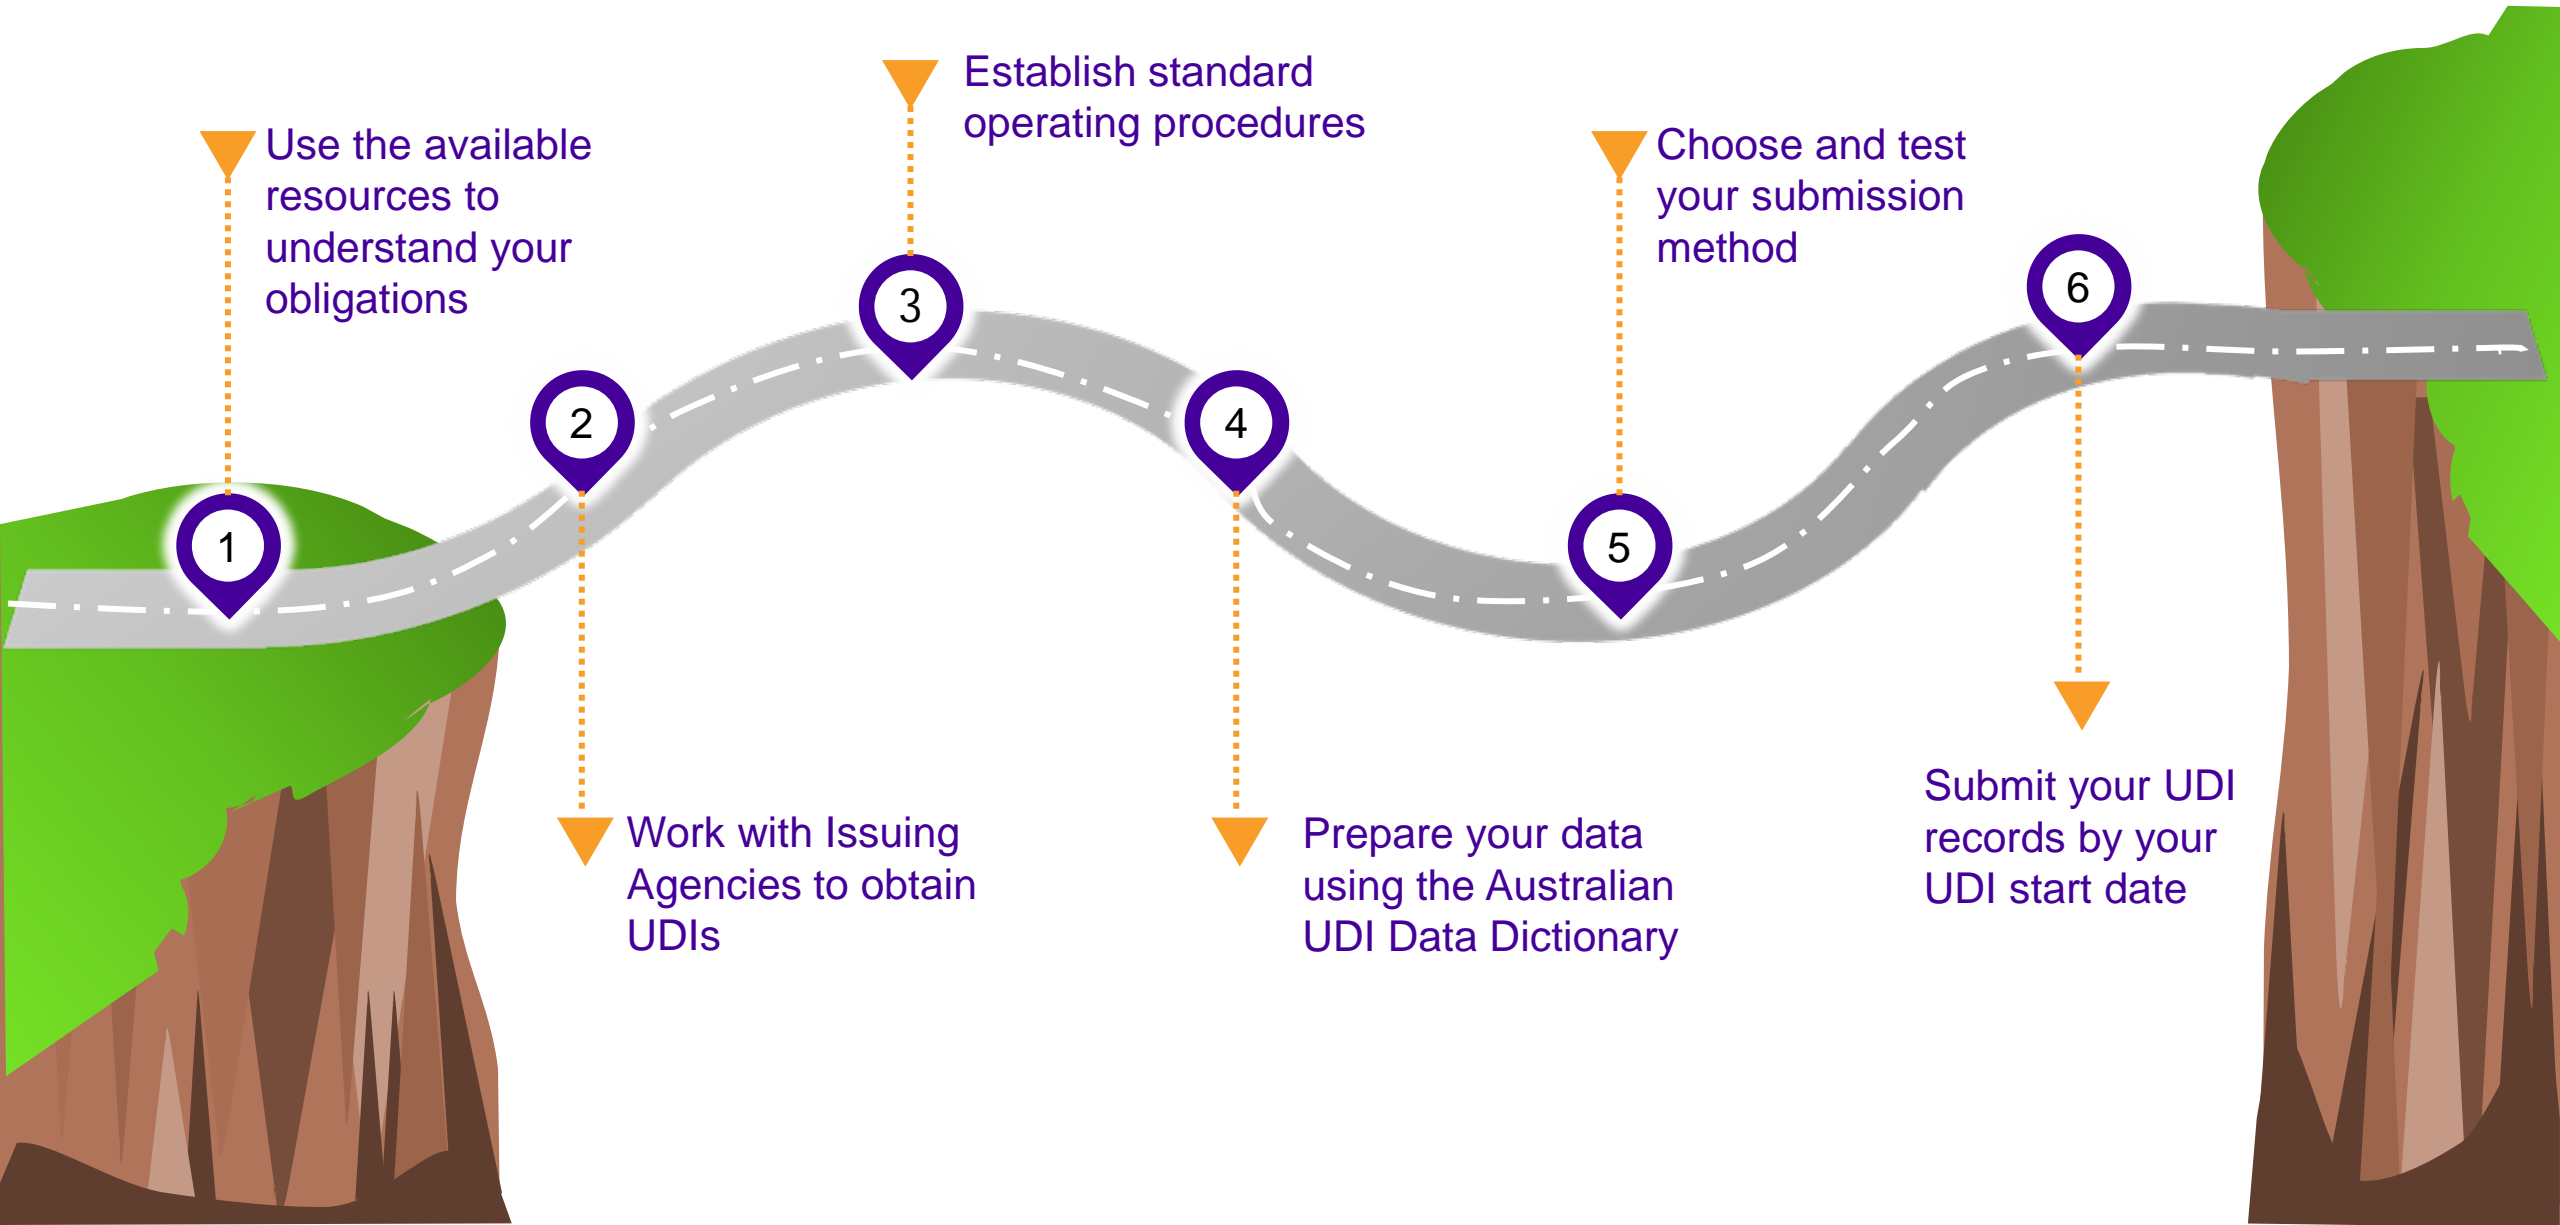 1
Use the available
resources to
understand your
obligations
2
Work with Issuing
Agencies to obtain
UDIs
3
Establish standard
operating procedures
4
Prepare your data
using the Australian
UDI Data Dictionary
5
Choose and test
your submission
method
6
Submit your UDI
records by your
UDI start date